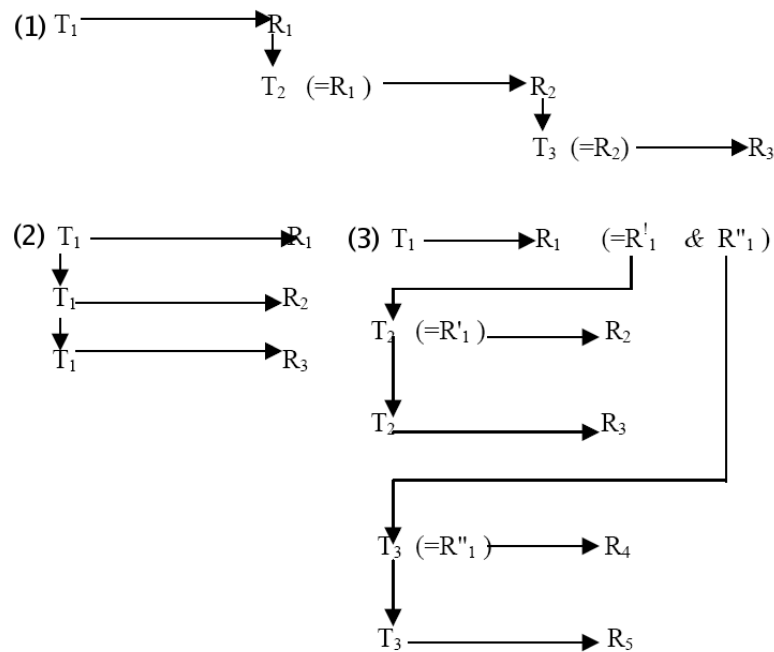 (1) T₁ R₁
T₂ (=R₁ ) R₂
T₃ (=R₂) R₃
(2) T₁ R₁
T₁ R₂
T₁ R₃
(3) T₁ R₁ (=R!₁ & R"₁ )
T₂ (=R'₁ ) R₂
T₂ R₃
T₃ (=R"₁ ) R₄
T₃ R₅